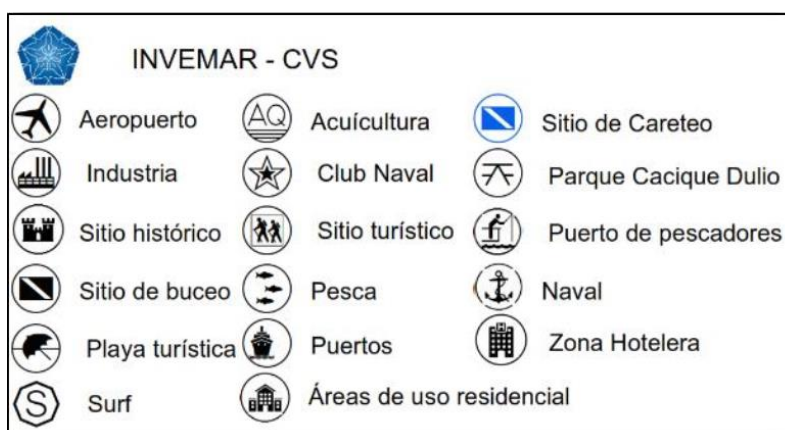 INVEMAR - CVS
Aeropuerto
AQ
Acuícultura
Sitio de Careteo
Industria
Club Naval
Parque Cacique Dulio
Sitio histórico
Sitio turístico
Puerto de pescadores
Sitio de buceo
Pesca
Naval
Playa turística
Puertos
H
Zona Hotelera
S
Surf
Áreas de uso residencial